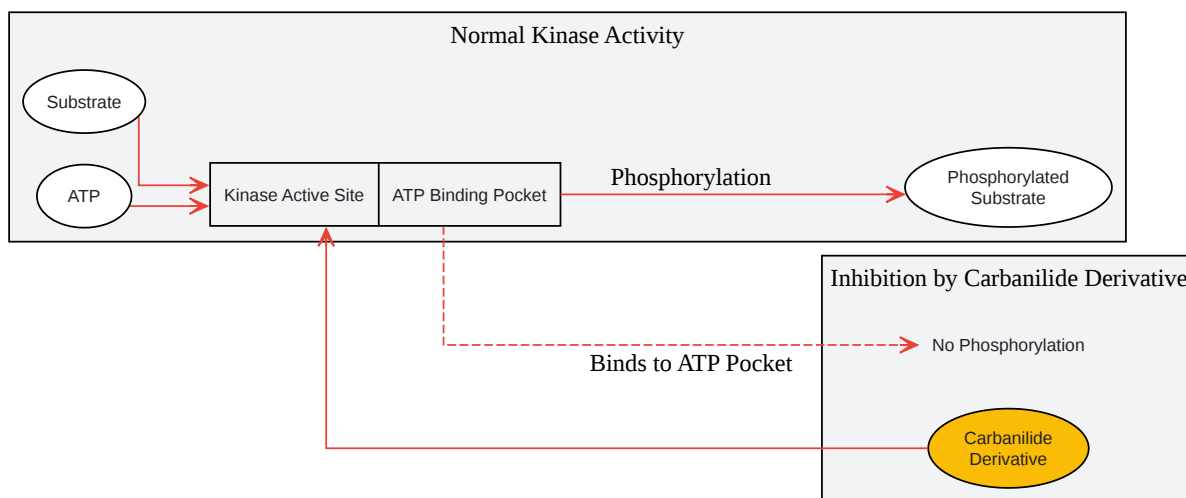 Normal Kinase Activity
Substrate
ATP
Kinase Active Site
ATP Binding Pocket
Phosphorylation
Phosphorylated
Substrate
Inhibition by Carbanilide Derivative
No Phosphorylation
Binds to ATP Pocket
Carbanilide
Derivative